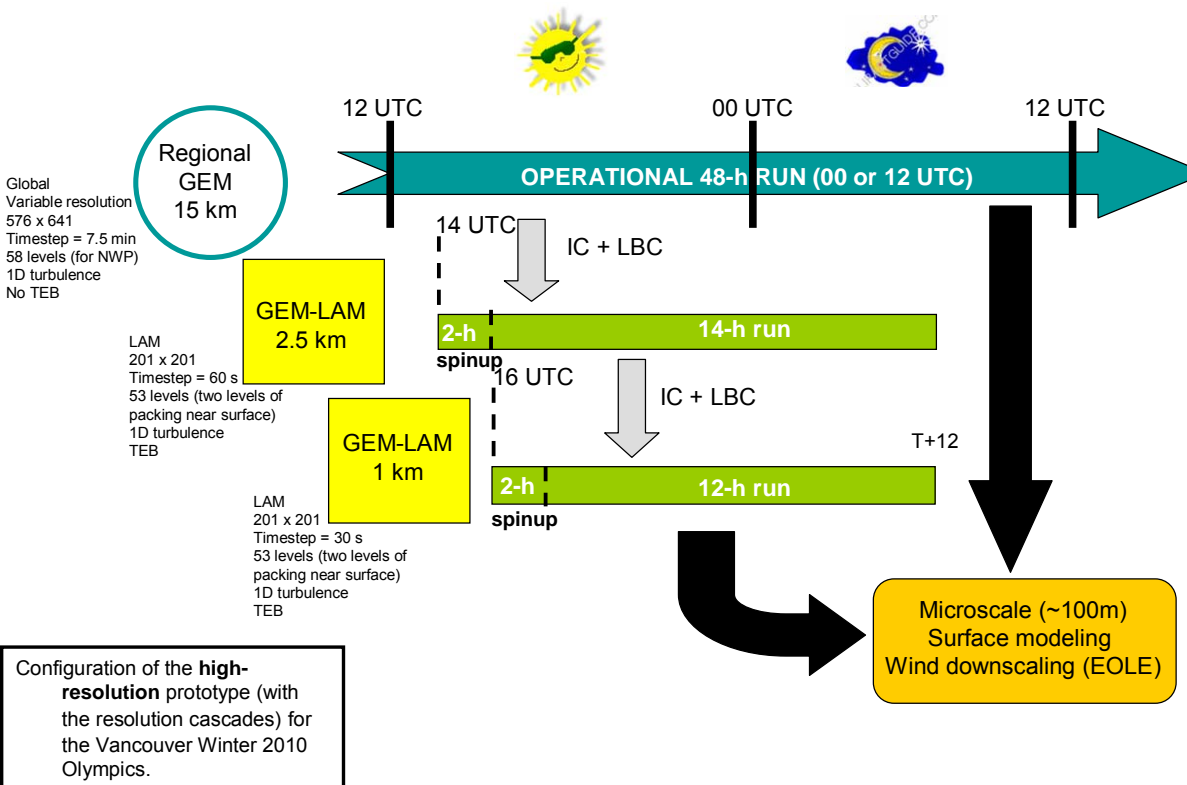 12 UTC
00 UTC
12 UTC
Regional
GEM
15 km
OPERATIONAL 48-h RUN (00 or 12 UTC)
Global
Variable resolution
576 x 641
Timestep = 7.5 min
58 levels (for NWP)
1D turbulence
No TEB
14 UTC
IC + LBC
GEM-LAM
2.5 km
2-h
14-h run
spinup
LAM
201 x 201
Timestep = 60 s
53 levels (two levels of
packing near surface)
1D turbulence
TEB
16 UTC
IC + LBC
T+12
GEM-LAM
1 km
2-h
12-h run
spinup
LAM
201 x 201
Timestep = 30 s
53 levels (two levels of
packing near surface)
1D turbulence
TEB
Microscale (~100m)
Surface modeling
Wind downscaling (EOLE)
Configuration of the high-
resolution prototype (with
the resolution cascades) for
the Vancouver Winter 2010
Olympics.